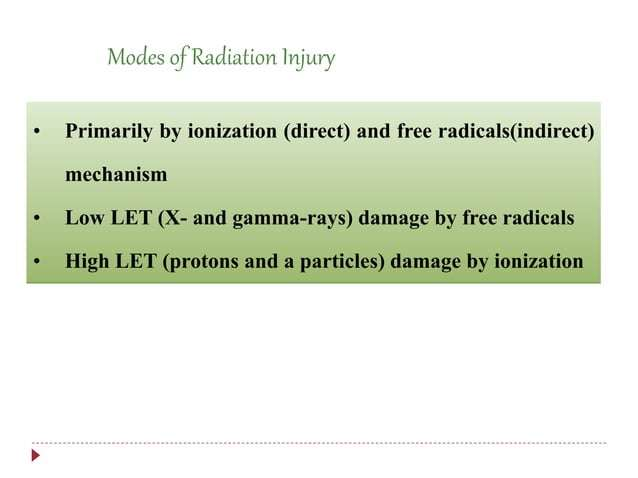 Modes of Radiation Injury
• Primarily by ionization (direct) and free radicals(indirect)
mechanism
• Low LET (X- and gamma-rays) damage by free radicals
• High LET (protons and a particles) damage by ionization